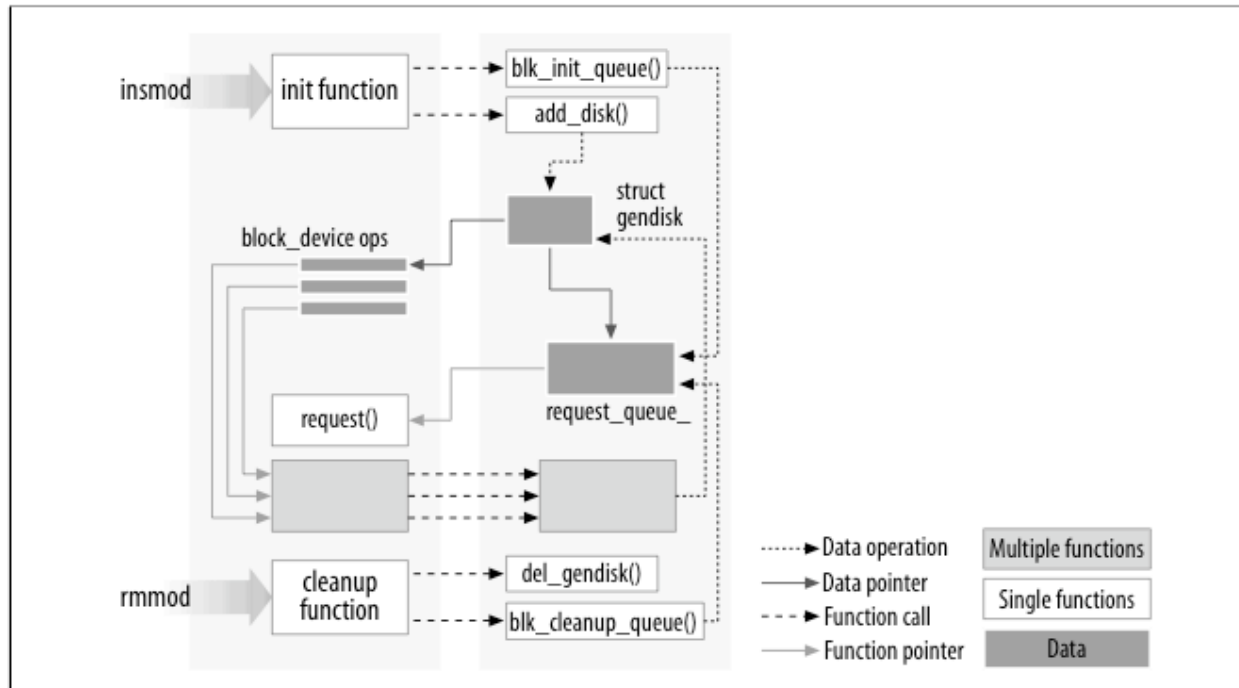 insmod
init function
blk_init_queue()
add_disk()
struct
gendisk
block_device ops
request_queue_
request()
rmmod
cleanup
function
del_gendisk()
blk_cleanup_queue()
Data operation
Data pointer
Function call
Function pointer
Multiple functions
Single functions
Data